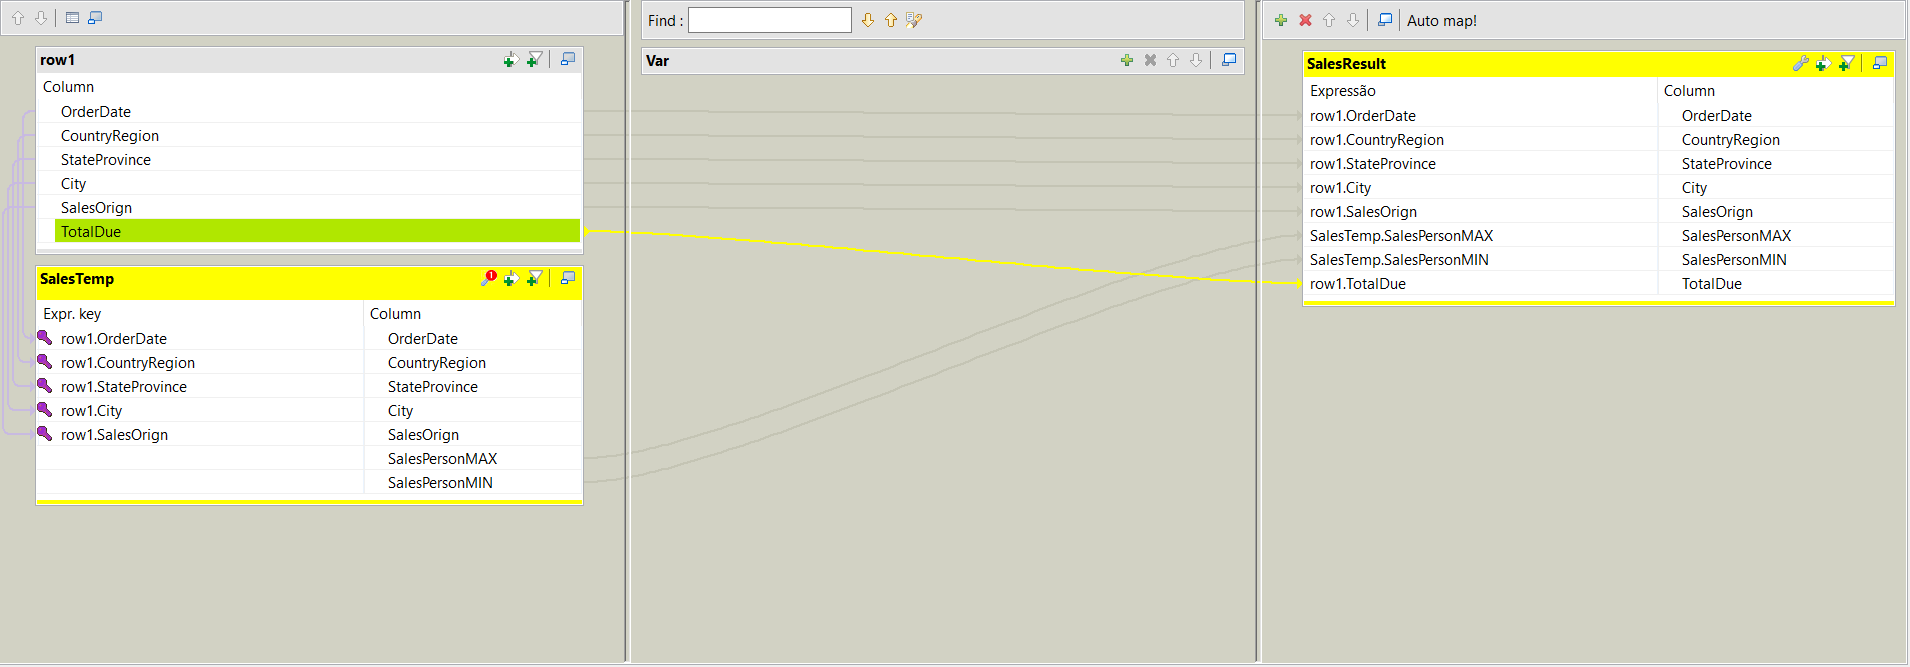 row1
Column
OrderDate
CountryRegion
StateProvince
City
SalesOrign
TotalDue
SalesTemp
Expr. key Column
row1.OrderDate OrderDate
row1.CountryRegion CountryRegion
row1.StateProvince StateProvince
row1.City City
row1.SalesOrign SalesOrign
SalesPersonMAX
SalesPersonMIN
Find :
Var
Auto map!
SalesResult
Expressão Column
row1.OrderDate OrderDate
row1.CountryRegion CountryRegion
row1.StateProvince StateProvince
row1.City City
row1.SalesOrign SalesOrign
SalesTemp.SalesPersonMAX SalesPersonMAX
SalesTemp.SalesPersonMIN SalesPersonMIN
row1.TotalDue TotalDue